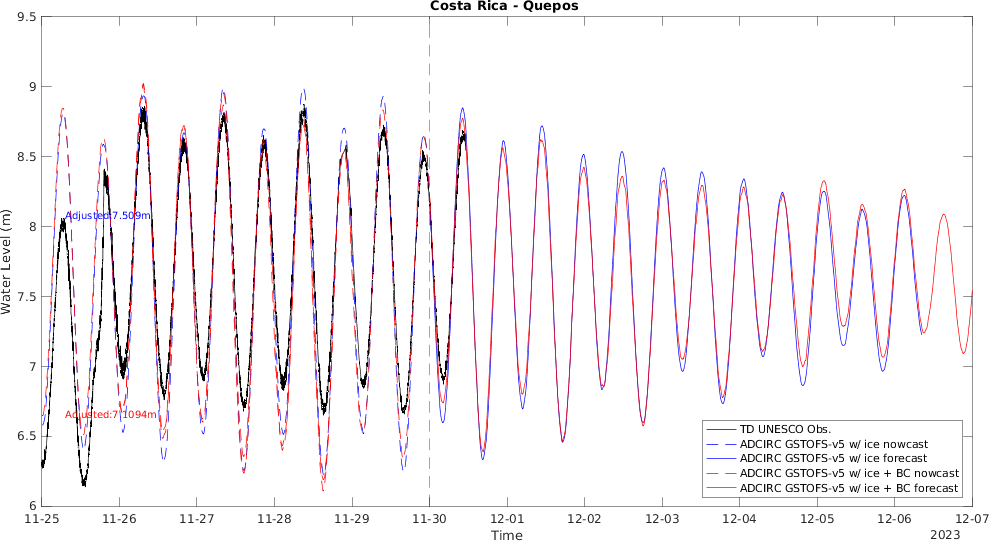 Costa Rica - Quepos
Water Level (m)
9.5
9
8.5
8
7.5
7
6.5
6
Adjusted:7.509m
Adjusted:7.1094m
TD UNESCO Obs.
ADCIRC GSTOFS-v5 w/ ice nowcast
ADCIRC GSTOFS-v5 w/ ice forecast
ADCIRC GSTOFS-v5 w/ ice + BC nowcast
ADCIRC GSTOFS-v5 w/ ice + BC forecast
11-25 11-26 11-27 11-28 11-29 11-30 12-01 12-02 12-03 12-04 12-05 12-06 12-07
Time
2023